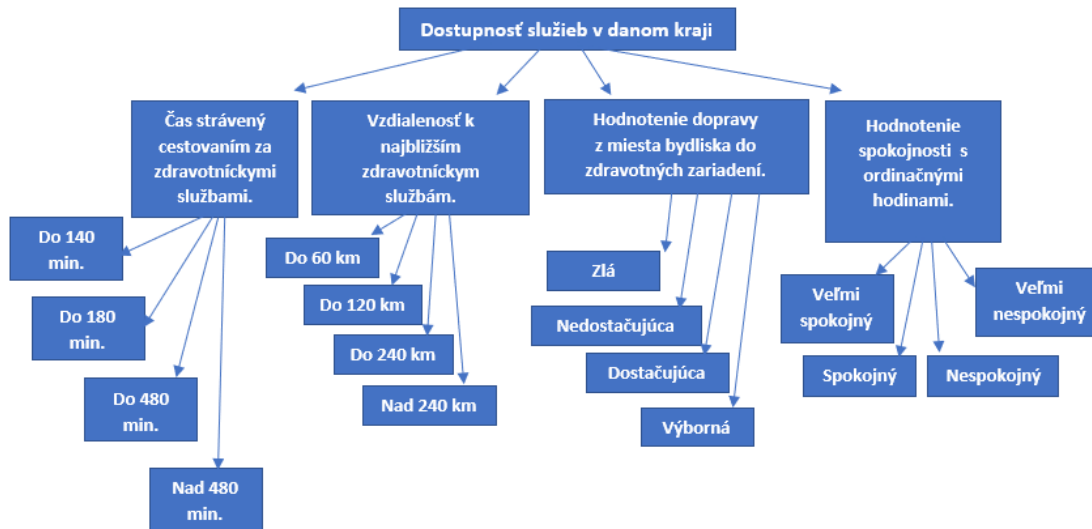 Dostupnosť služieb v danom kraji
Čas strávený
cestovaním za
zdravotníckymi
službami.
Do 140
min.
Do 180
min.
Do 480
min.
Nad 480
min.
Vzdialenosť k
najbližším
zdravotníckym
službám.
Do 60 km
Do 120 km
Do 240 km
Nad 240 km
Hodnotenie dopravy
z miesta bydliska do
zdravotných zariadení.
Zlá
Nedostačujúca
Dostačujúca
Výborná
Hodnotenie
spokojnosti s
ordinačnými
hodinami.
Veľmi
spokojný
Spokojný
Nespokojný
Veľmi
nespokojný